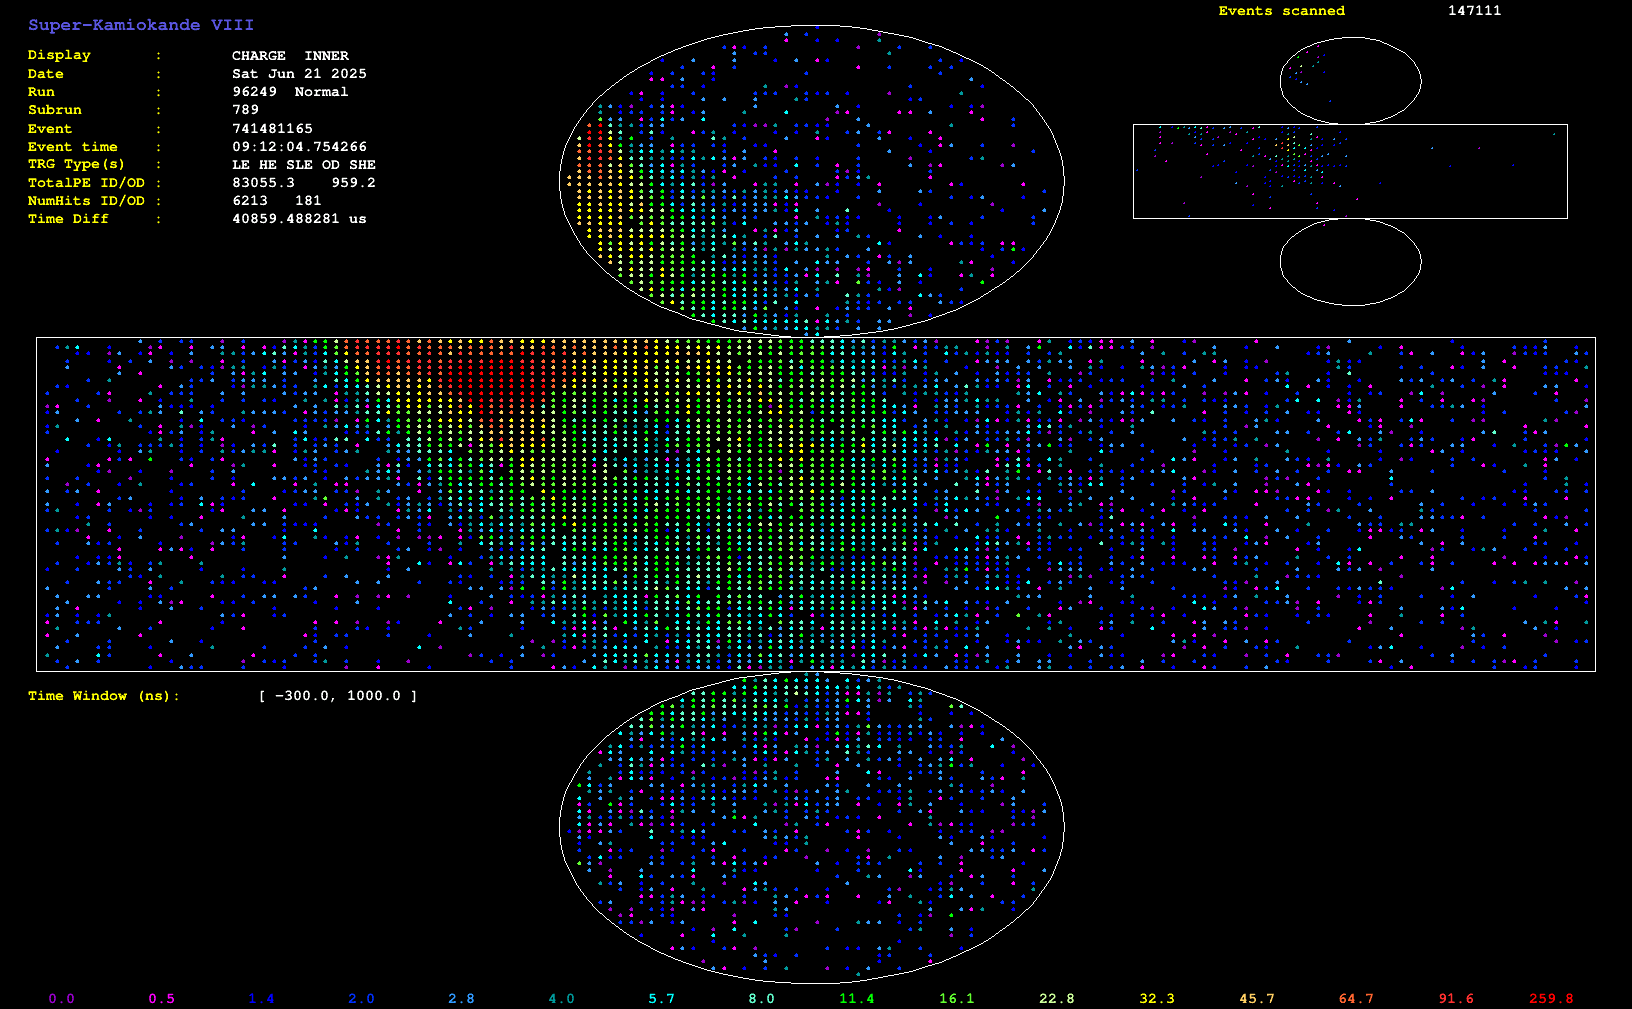 Super-Kamiokande VIII
Events scanned 147111
Display : CHARGE INNER
Date : Sat Jun 21 2025
Run : 96249 Normal
Subrun : 789
Event : 741481165
Event time : 09:12:04.754266
TRG Type(s) : LE HE SLE OD SHE
TotalPE ID/OD : 83055.3 959.2
NumHits ID/OD : 6213 181
Time Diff : 40859.488281 us
Time Window (ns): [ -300.0, 1000.0 ]
0.0 0.5 1.4 2.0 2.8 4.0 5.7 8.0 11.4 16.1 22.8 32.3 45.7 64.7 91.6 259.8